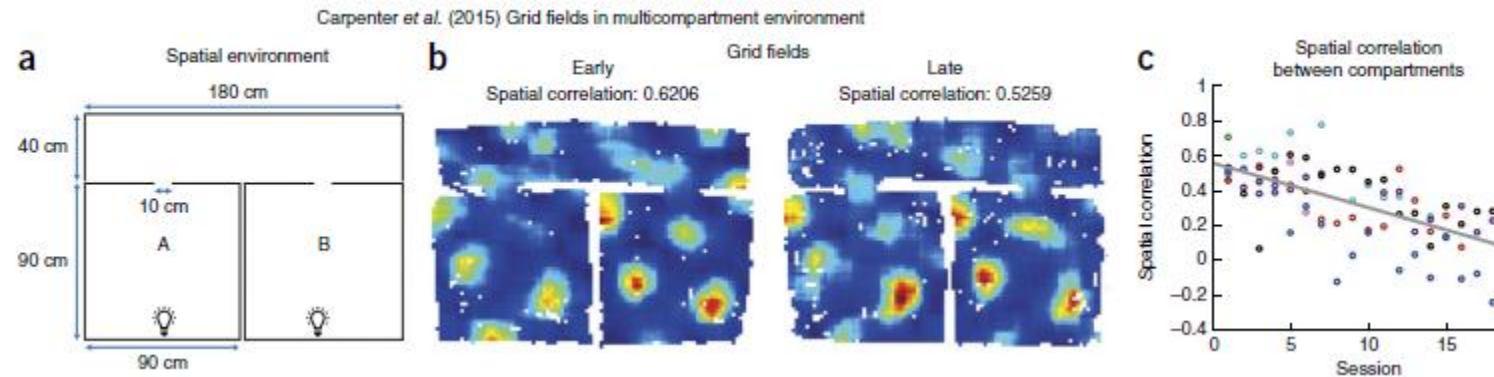 Carpenter et al. (2015) Grid fields in multicompartment environment
a
Spatial environment
180 cm
40 cm
10 cm
A
B
90 cm
90 cm
b
Grid fields
Early
Late
Spatial correlation: 0.6206
Spatial correlation: 0.5259
c
Spatial correlation
between compartments
Spatial correlation
1
0.8
0.6
0.4
0.2
0
–0.2
–0.4
0
5
10
15
Session